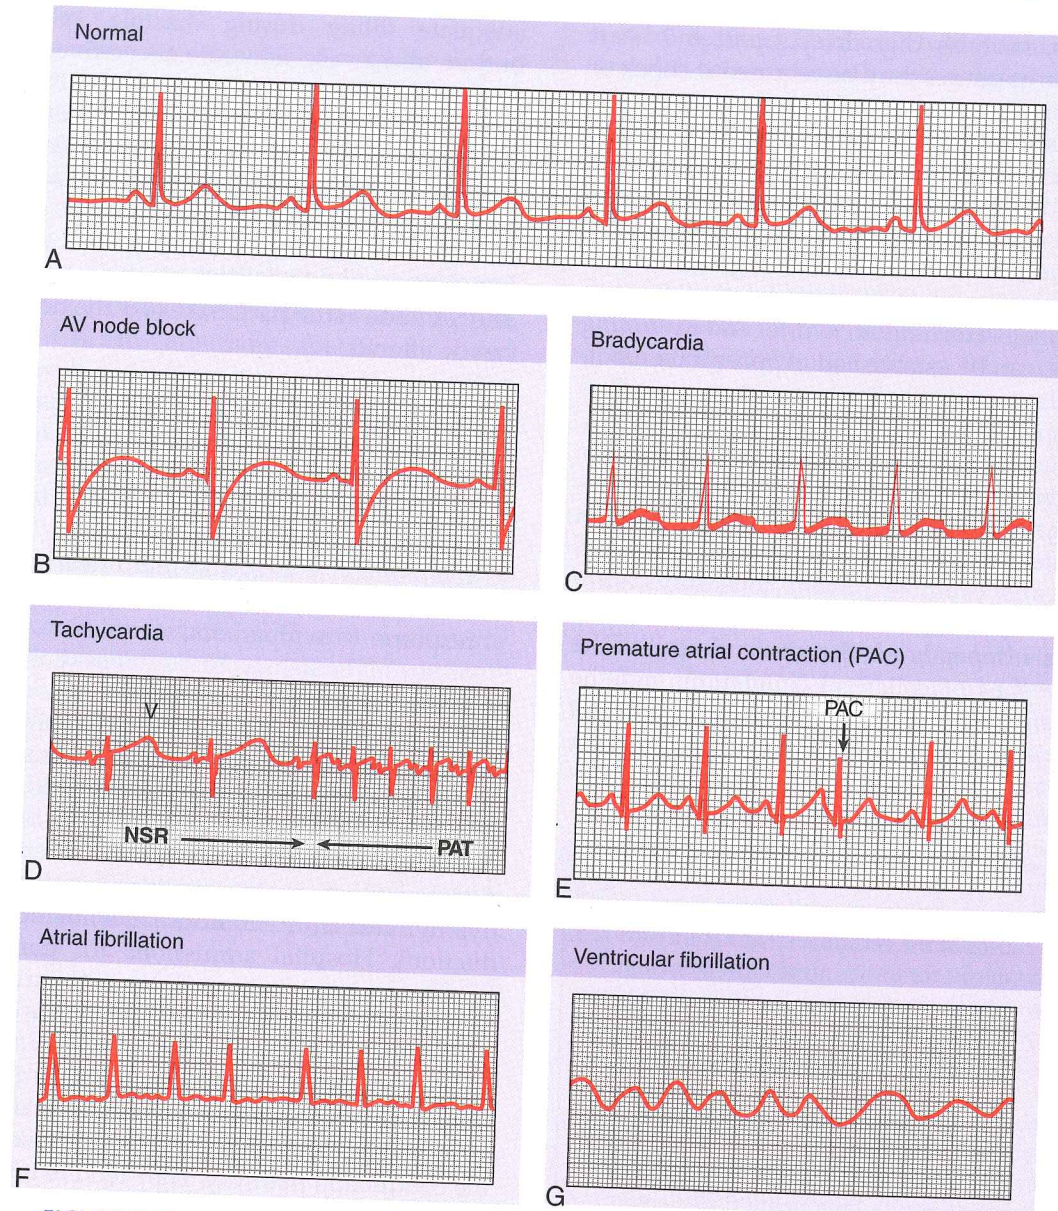 Normal
A
AV node block
B
Bradycardia
C
Tachycardia
V
NSR
PAT
D
Premature atrial contraction (PAC)
PAC
E
Atrial fibrillation
F
Ventricular fibrillation
G